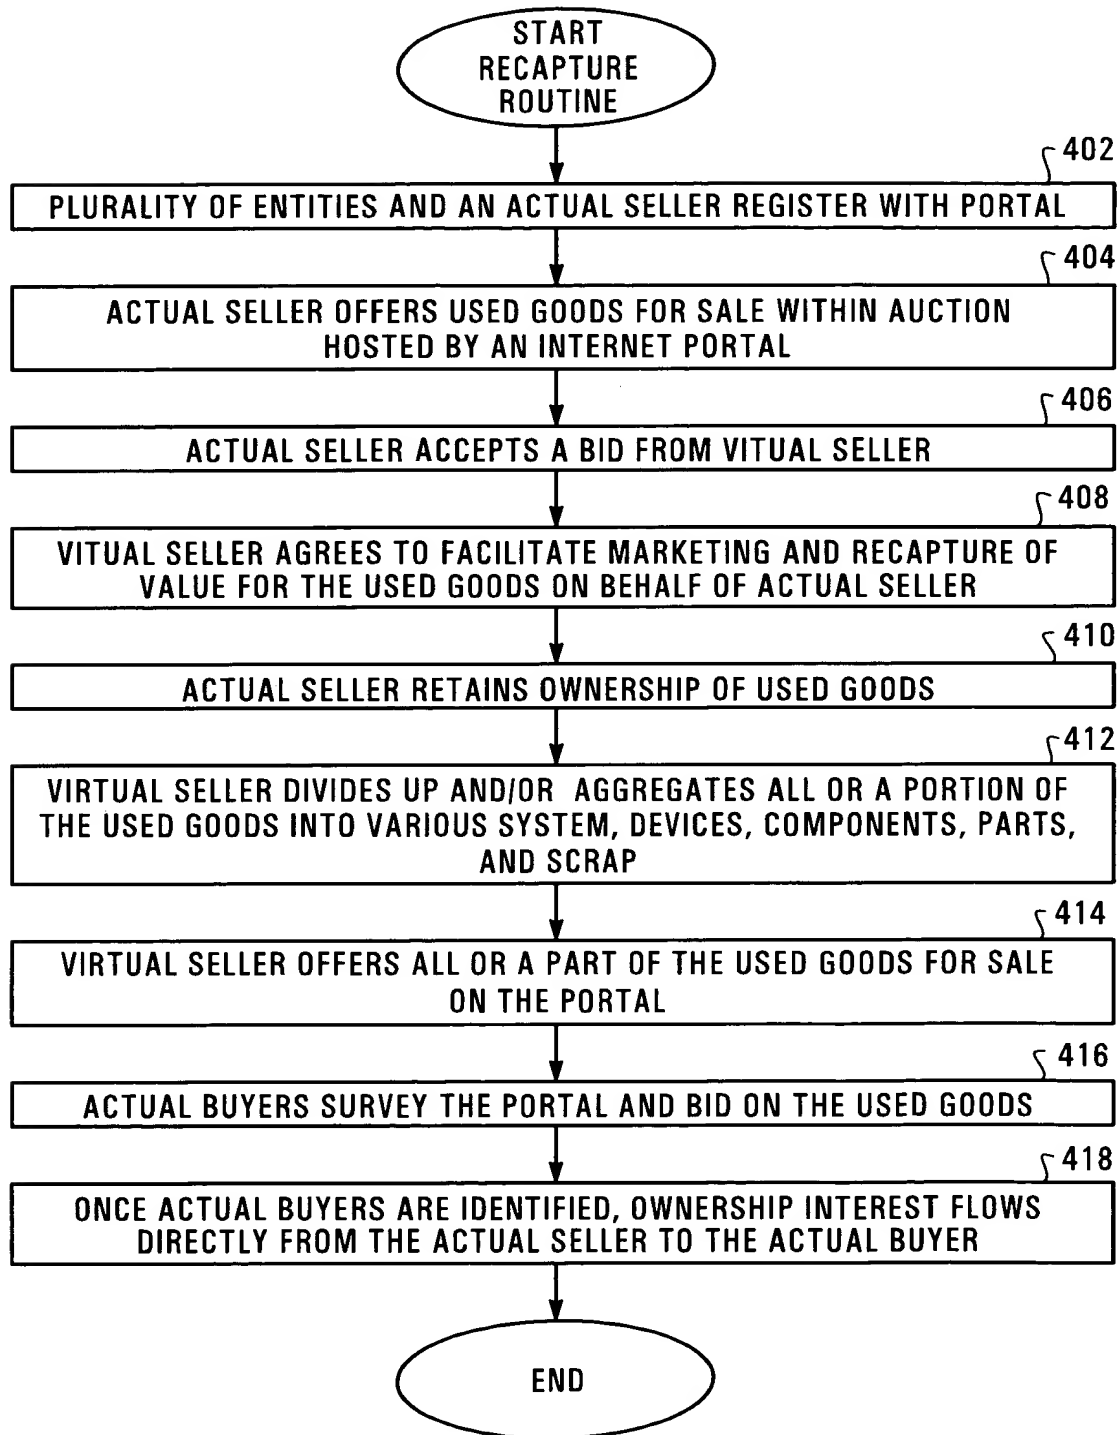 START
RECAPTURE
ROUTINE
402
PLURALITY OF ENTITIES AND AN ACTUAL SELLER REGISTER WITH PORTAL
404
ACTUAL SELLER OFFERS USED GOODS FOR SALE WITHIN AUCTION
HOSTED BY AN INTERNET PORTAL
406
ACTUAL SELLER ACCEPTS A BID FROM VITUAL SELLER
408
VITUAL SELLER AGREES TO FACILITATE MARKETING AND RECAPTURE OF
VALUE FOR THE USED GOODS ON BEHALF OF ACTUAL SELLER
410
ACTUAL SELLER RETAINS OWNERSHIP OF USED GOODS
412
VIRTUAL SELLER DIVIDES UP AND/OR AGGREGATES ALL OR A PORTION OF
THE USED GOODS INTO VARIOUS SYSTEM, DEVICES, COMPONENTS, PARTS,
AND SCRAP
414
VIRTUAL SELLER OFFERS ALL OR A PART OF THE USED GOODS FOR SALE
ON THE PORTAL
416
ACTUAL BUYERS SURVEY THE PORTAL AND BID ON THE USED GOODS
418
ONCE ACTUAL BUYERS ARE IDENTIFIED, OWNERSHIP INTEREST FLOWS
DIRECTLY FROM THE ACTUAL SELLER TO THE ACTUAL BUYER
END